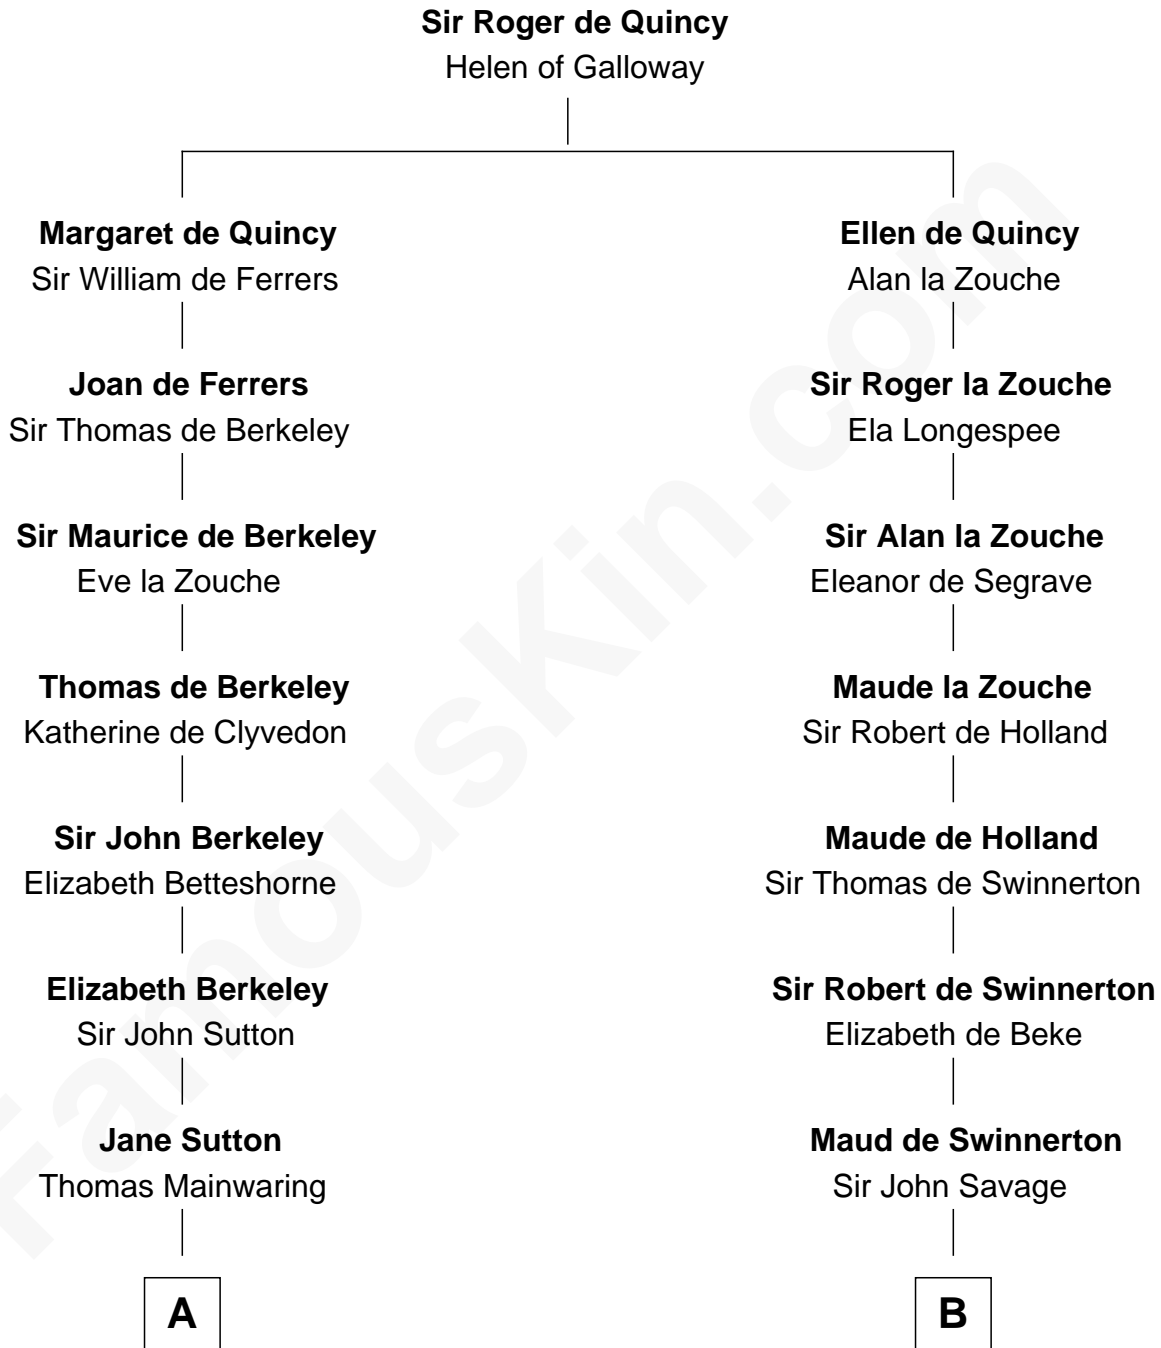 Sir Roger de Quincy
Helen of Galloway
Margaret de Quincy
Sir William de Ferrers
Joan de Ferrers
Sir Thomas de Berkeley
Sir Maurice de Berkeley
Eve la Zouche
Thomas de Berkeley
Katherine de Clyvedon
Sir John Berkeley
Elizabeth Betteshorne
Elizabeth Berkeley
Sir John Sutton
Jane Sutton
Thomas Mainwaring
A
Ellen de Quincy
Alan la Zouche
Sir Roger la Zouche
Ela Longespee
Sir Alan la Zouche
Eleanor de Segrave
Maude la Zouche
Sir Robert de Holland
Maude de Holland
Sir Thomas de Swinnerton
Sir Robert de Swinnerton
Elizabeth de Beke
Maud de Swinnerton
Sir John Savage
B
FamousKin.com